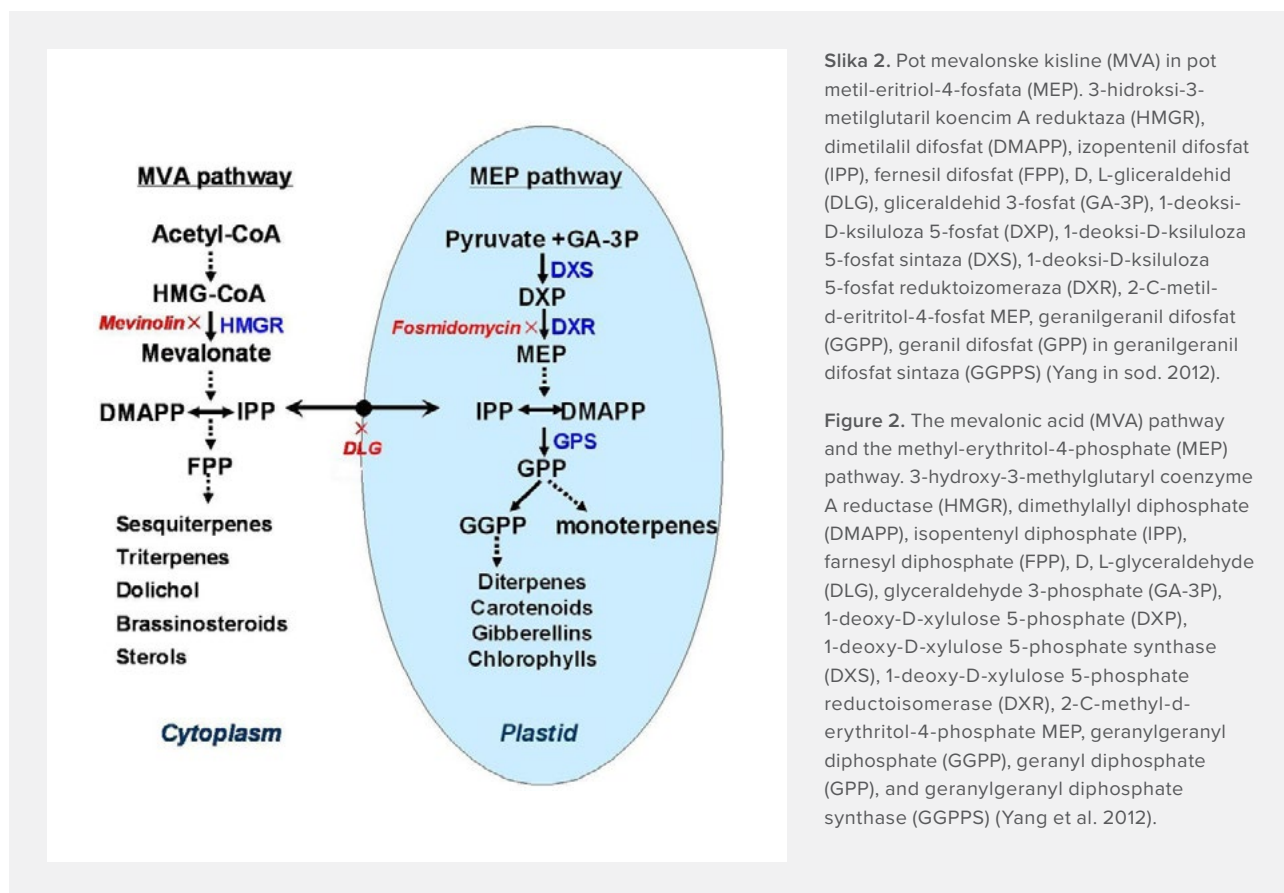 MVA pathway
Acetyl-CoA
HMG-CoA
Mevinolin × HMGR
Mevalonate
DMAPP IPP
FPP
Sesquiterpenes
Triterpenes
Dolichol
Brassinosteroids
Sterols
Cytoplasm
× DLG
MEP pathway
Pyruvate +GA-3P
DXS
DXP
Fosmidomycin × DXR
MEP
IPP DMAPP
GPS
GPP
GGPP monoterpenes
Diterpenes
Carotenoids
Gibberellins
Chlorophylls
Plastid
Slika 2. Pot mevalonske kisline (MVA) in pot
metil-eritriol-4-fosfata (MEP). 3-hidroksi-3-
metilglutaril koencim A reduktaza (HMGR),
dimetilalil difosfat (DMAPP), izopentenil difosfat
(IPP), fernesil difosfat (FPP), D, L-gliceraldehid
(DLG), gliceraldehid 3-fosfat (GA-3P), 1-deoksi-
D-ksiluloza 5-fosfat (DXP), 1-deoksi-D-ksiluloza
5-fosfat sintaza (DXS), 1-deoksi-D-ksiluloza
5-fosfat reduktoizomeraza (DXR), 2-C-metil-
d-eritritol-4-fosfat MEP, geranilgeranil difosfat
(GGPP), geranil difosfat (GPP) in geranilgeranil
difosfat sintaza (GGPPS) (Yang in sod. 2012).
Figure 2. The mevalonic acid (MVA) pathway
and the methyl-erythritol-4-phosphate (MEP)
pathway. 3-hydroxy-3-methylglutaryl coenzyme
A reductase (HMGR), dimethylallyl diphosphate
(DMAPP), isopentenyl diphosphate (IPP),
farnesyl diphosphate (FPP), D, L-glyceraldehyde
(DLG), glyceraldehyde 3-phosphate (GA-3P),
1-deoxy-D-xylulose 5-phosphate (DXP),
1-deoxy-D-xylulose 5-phosphate synthase
(DXS), 1-deoxy-D-xylulose 5-phosphate
reductoisomerase (DXR), 2-C-methyl-d-
erythritol-4-phosphate MEP, geranylgeranyl
diphosphate (GGPP), geranyl diphosphate
(GPP), and geranylgeranyl diphosphate
synthase (GGPPS) (Yang et al. 2012).